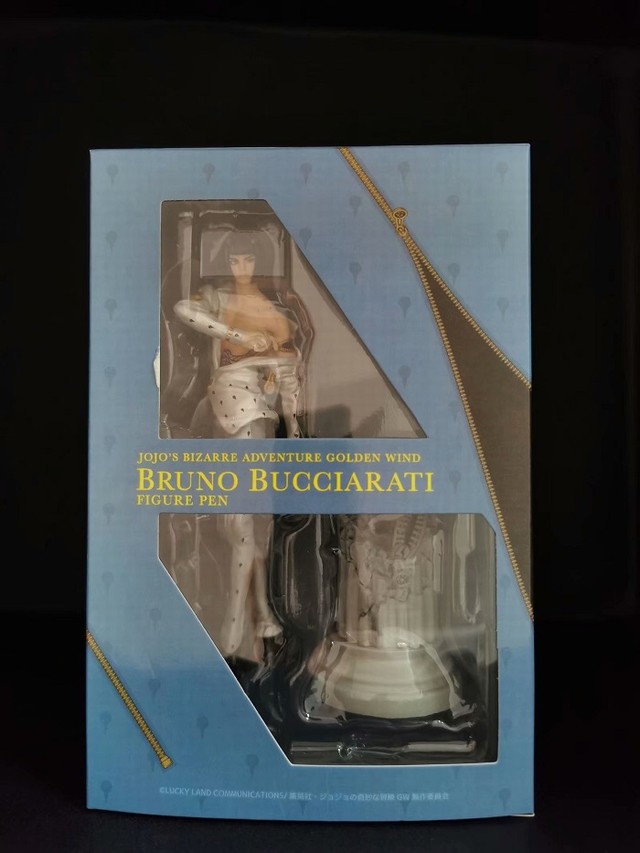 JOJO'S BIZARRE ADVENTURE GOLDEN WIND
BRUNO BUCCIARATI
FIGURE PEN
©LUCKY LAND COMMUNICATIONS/集英社・ジョジョの奇妙な冒険 GW 製作委員会